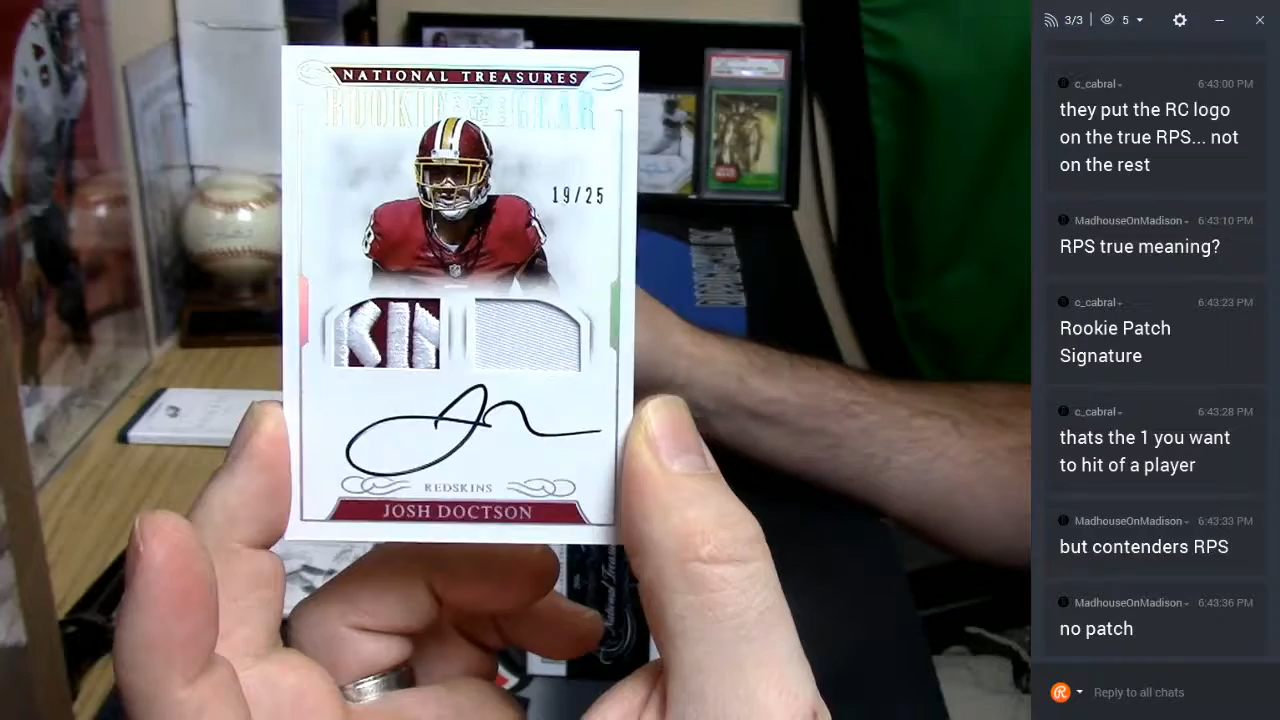 NATIONAL TREASURES
ROOKIE GEAR
19/25
KIN
REDSKINS
JOSH DOCTSON
3/3
5
c_cabral
6:43:00 PM
they put the RC logo
on the true RPS... not
on the rest
MadhouseOnMadison
6:43:10 PM
RPS true meaning?
c_cabral
6:43:23 PM
Rookie Patch
Signature
c_cabral
6:43:28 PM
thats the 1 you want
to hit of a player
MadhouseOnMadison
6:43:33 PM
but contenders RPS
MadhouseOnMadison
6:43:36 PM
no patch
Reply to all chats